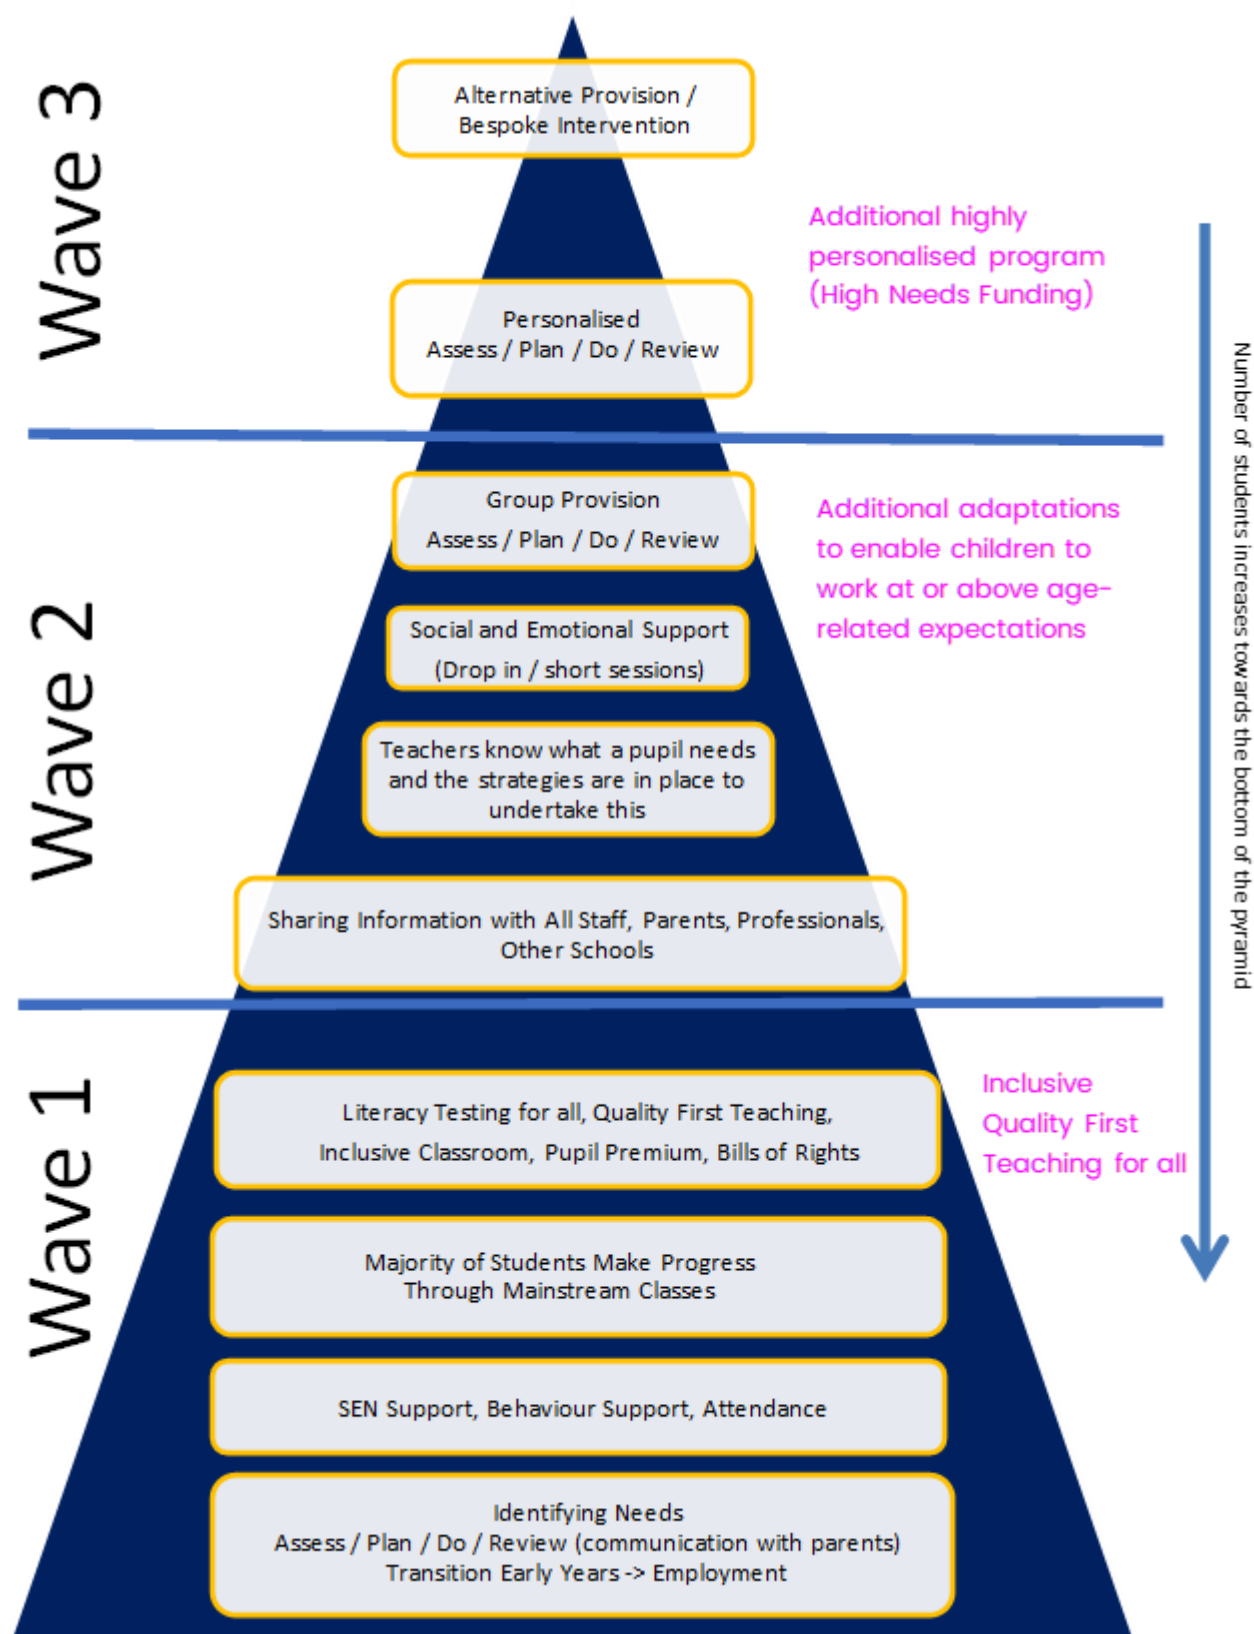 Wave 3
Alternative Provision /
Bespoke Intervention
Additional highly
personalised program
(High Needs Funding)
Personalised
Assess / Plan / Do / Review
Number of students increases towards the bottom of the pyramid
Wave 2
Group Provision
Assess / Plan / Do / Review
Additional adaptations
to enable children to
work at or above age-
related expectations
Social and Emotional Support
(Drop in / short sessions)
Teachers know what a pupil needs
and the strategies are in place to
undertake this
Sharing Information with All Staff, Parents, Professionals,
Other Schools
Wave 1
Literacy Testing for all, Quality First Teaching,
Inclusive Classroom, Pupil Premium, Bills of Rights
Inclusive
Quality First
Teaching for all
Majority of Students Make Progress
Through Mainstream Classes
SEN Support, Behaviour Support, Attendance
Identifying Needs
Assess / Plan / Do / Review (communication with parents)
Transition Early Years -> Employment